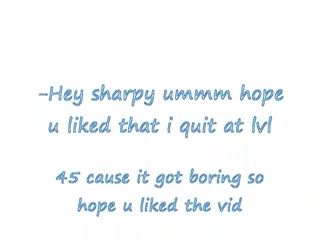 -Hey sharpy ummm hope
u liked that i quit at lvl
45 cause it got boring so
hope u liked the vid